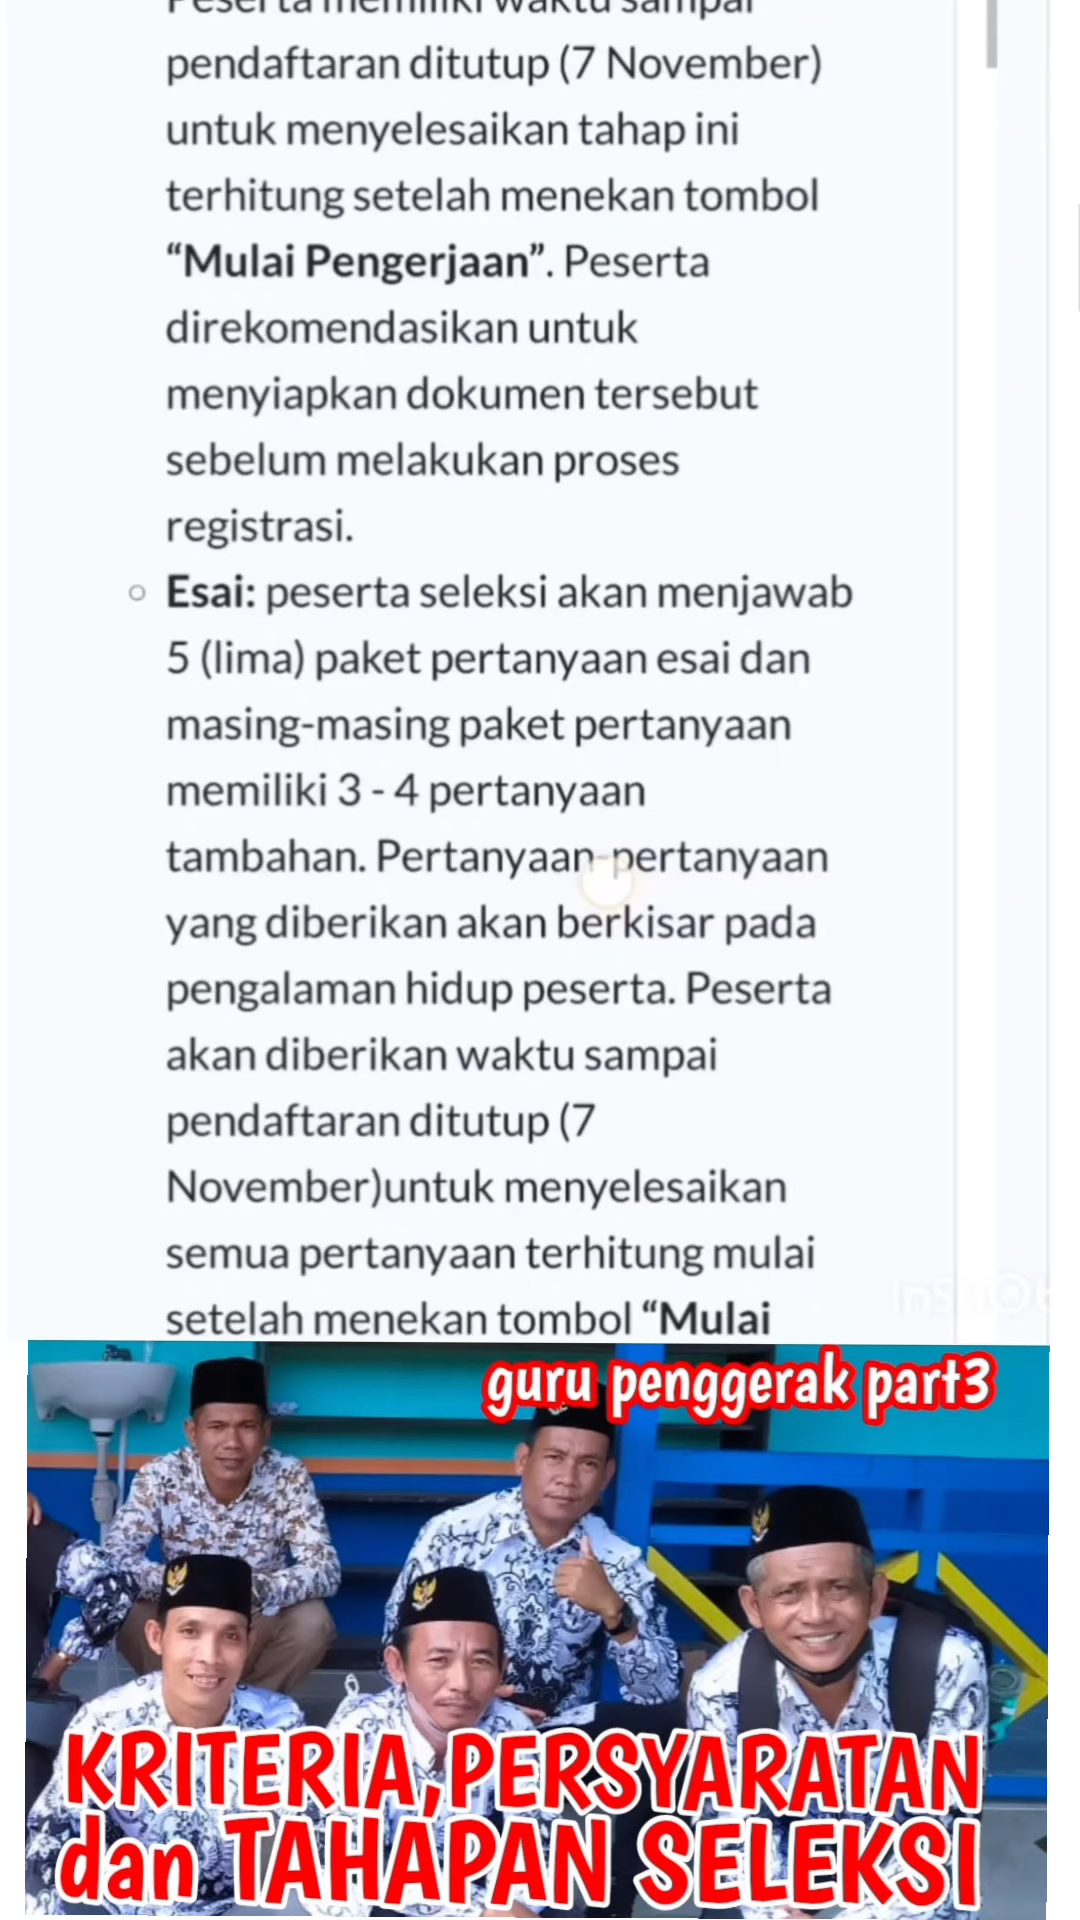 Peserta memiliki waktu sampai
pendaftaran ditutup (7 November)
untuk menyelesaikan tahap ini
terhitung setelah menekan tombol
“Mulai Pengerjaan”. Peserta
direkomendasikan untuk
menyiapkan dokumen tersebut
sebelum melakukan proses
registrasi.
Esai: peserta seleksi akan menjawab
5 (lima) paket pertanyaan esai dan
masing-masing paket pertanyaan
memiliki 3 - 4 pertanyaan
tambahan. Pertanyaan-pertanyaan
yang diberikan akan berkisar pada
pengalaman hidup peserta. Peserta
akan diberikan waktu sampai
pendaftaran ditutup (7
November)untuk menyelesaikan
semua pertanyaan terhitung mulai
setelah menekan tombol “Mulai
guru penggerak part3
KRITERIA,PERSYARATAN
dan TAHAPAN SELEKSI